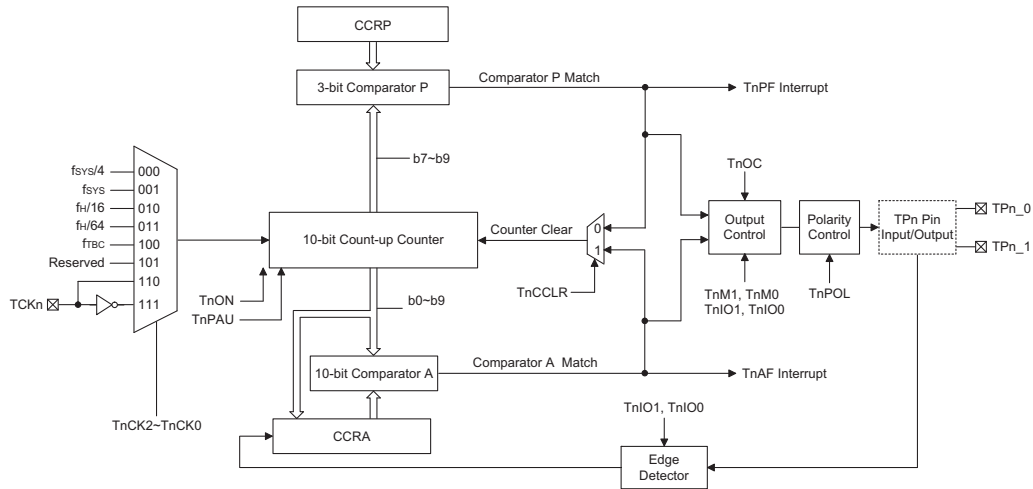 CCRP
3-bit Comparator P
Comparator P Match
TnPF Interrupt
b7~b9
fSYS/4
000
fSYS
001
fH/16
010
fH/64
011
fTBC
100
Reserved
101
110
TCKn
111
TnCK2~TnCK0
10-bit Count-up Counter
TnON
TnPAU
Counter Clear
0
1
TnCCLR
TnOC
Output
Control
TnM1, TnM0
TnIO1, TnIO0
Polarity
Control
TnPOL
TPn Pin
Input/Output
TPn_0
TPn_1
b0~b9
10-bit Comparator A
Comparator A Match
TnAF Interrupt
CCRA
TnIO1, TnIO0
Edge
Detector